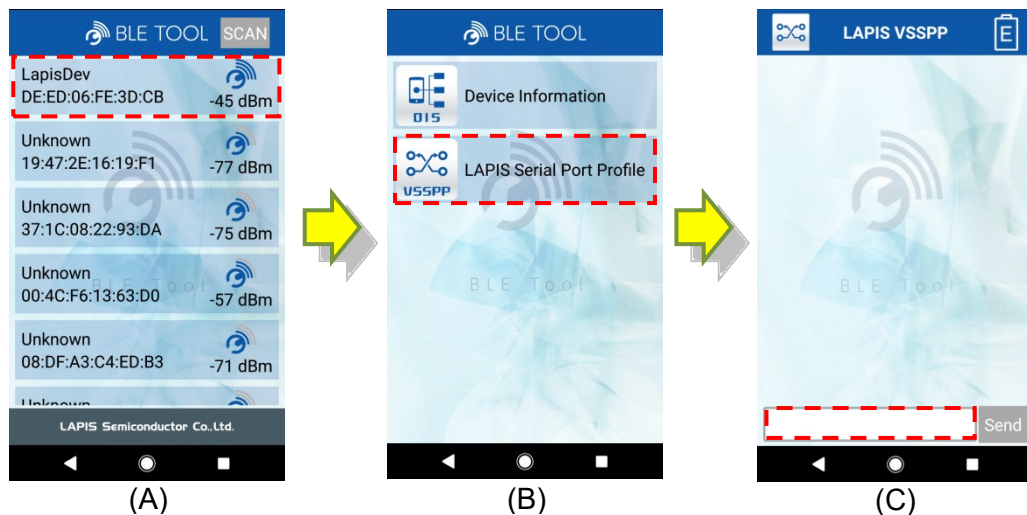 BLE TOOL SCAN
LapisDev
DE:ED:06:FE:3D:CB
-45 dBm
Unknown
19:47:2E:16:19:F1
-77 dBm
Unknown
37:1C:08:22:93:DA
-75 dBm
Unknown
00:4C:F6:13:63:D0
-57 dBm
Unknown
08:DF:A3:C4:ED:B3
-71 dBm
Unknown
BLE Tool
LAPIS Semiconductor Co.,Ltd.
(A)
BLE TOOL
DIS
Device Information
VSSPP
LAPIS Serial Port Profile
BLE Tool
(B)
LAPIS VSSPP
E
BLE Tool
Send
(C)